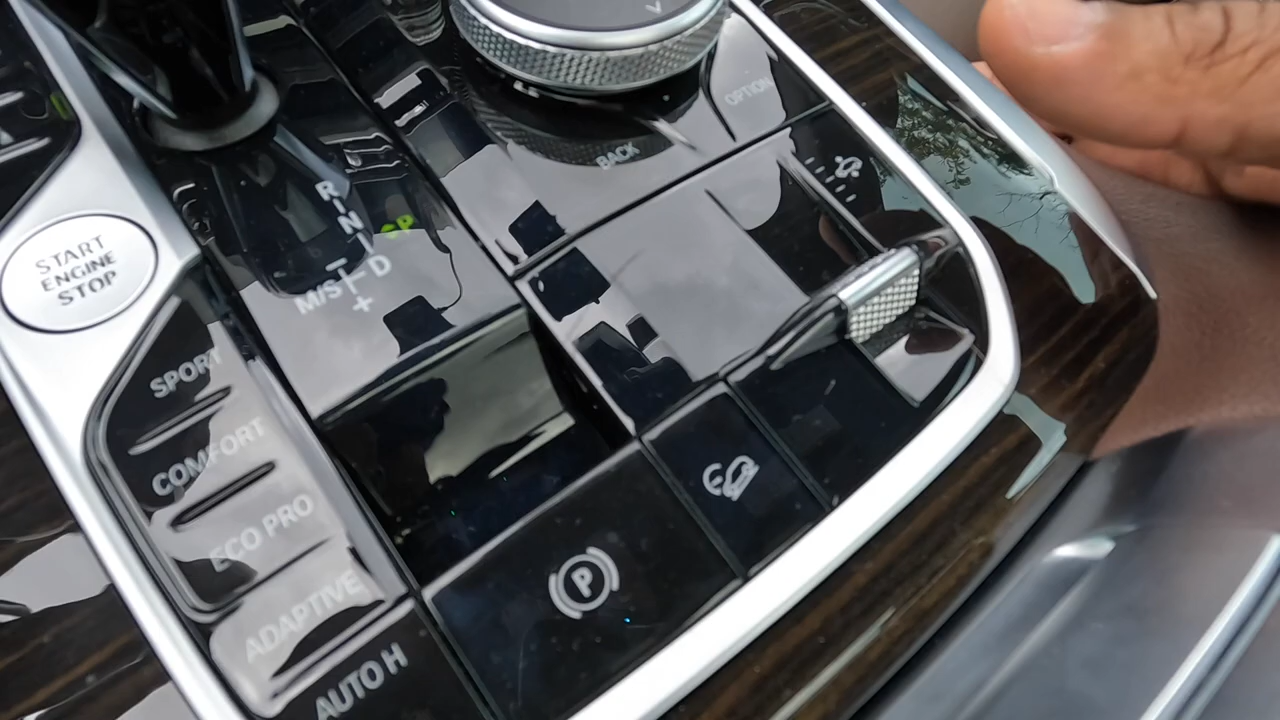 OPTION
BACK
R
N
P
D
M/S
+
START
ENGINE
STOP
SPORT
COMFORT
ECO PRO
ADAPTIVE
AUTO H
P